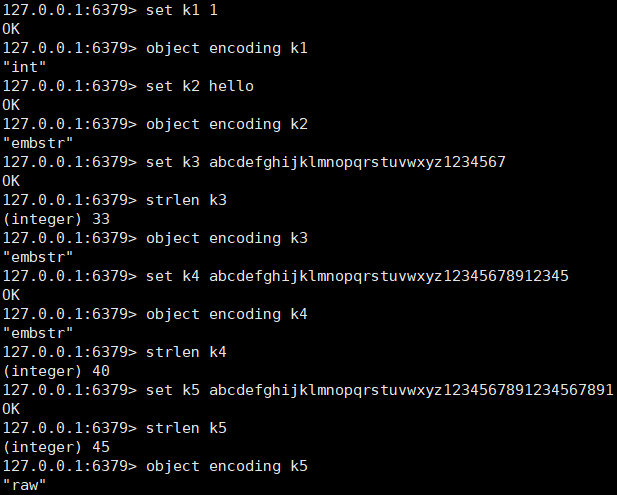 127.0.0.1:6379> set k1 1
OK
127.0.0.1:6379> object encoding k1
"int"
127.0.0.1:6379> set k2 hello
OK
127.0.0.1:6379> object encoding k2
"embstr"
127.0.0.1:6379> set k3 abcdefghijklmnopqrstuvwxyz1234567
OK
127.0.0.1:6379> strlen k3
(integer) 33
127.0.0.1:6379> object encoding k3
"embstr"
127.0.0.1:6379> set k4 abcdefghijklmnopqrstuvwxyz12345678912345
OK
127.0.0.1:6379> object encoding k4
"embstr"
127.0.0.1:6379> strlen k4
(integer) 40
127.0.0.1:6379> set k5 abcdefghijklmnopqrstuvwxyz1234567891234567891
OK
127.0.0.1:6379> strlen k5
(integer) 45
127.0.0.1:6379> object encoding k5
"raw"